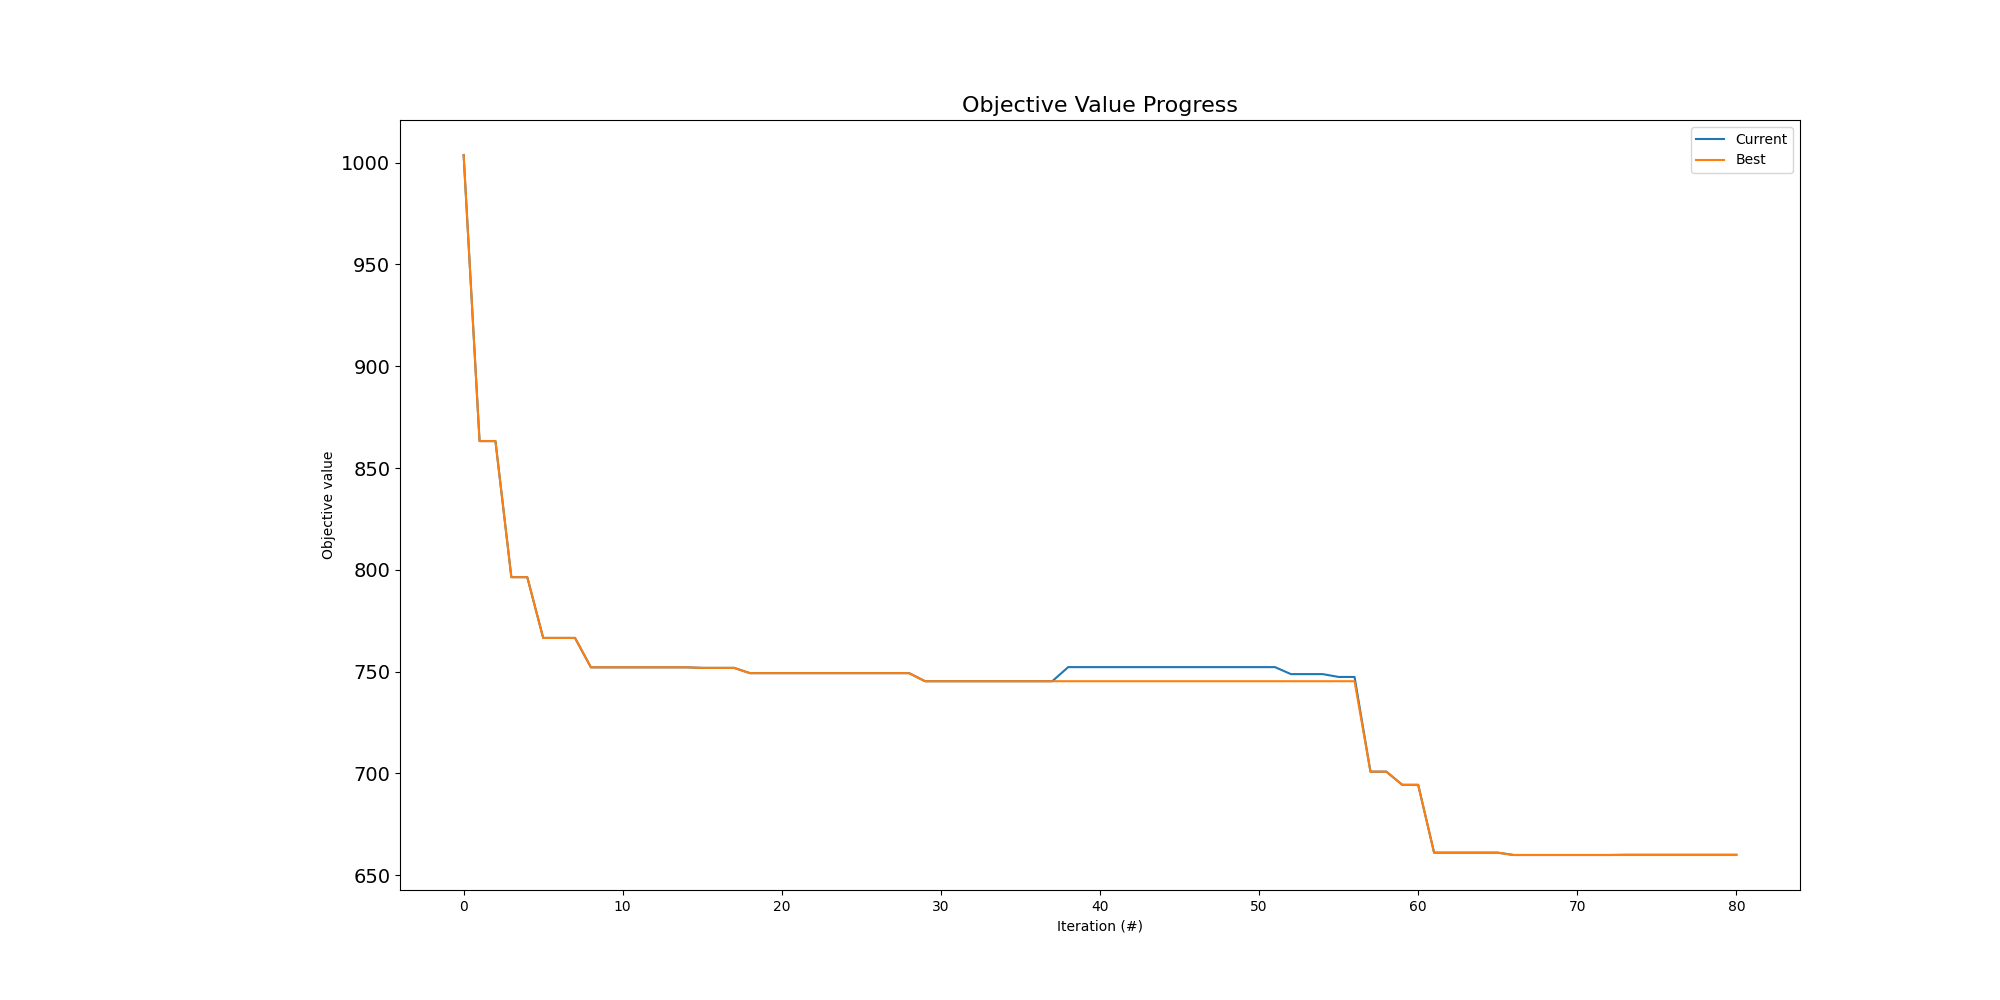 Objective Value Progress
Current
Best
1000
950
900
850
800
750
700
650
Objective value
0 10 20 30 40 50 60 70 80
Iteration (#)